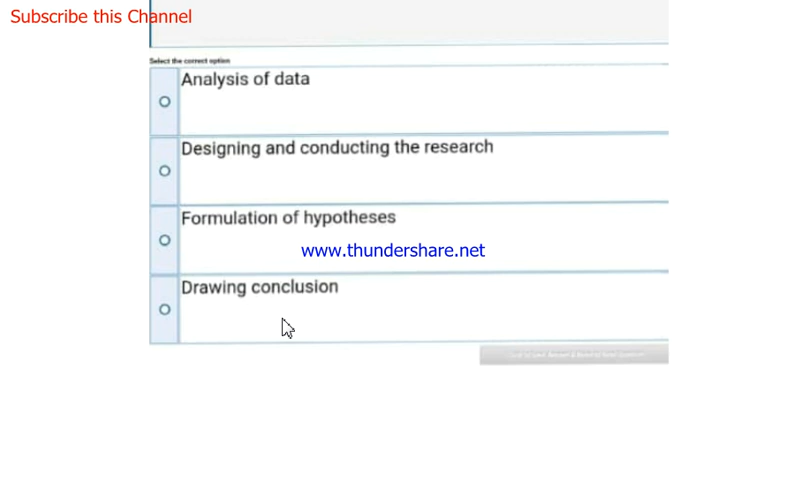 Subscribe this Channel
Select the correct option
Analysis of data
Designing and conducting the research
Formulation of hypotheses
www.thundershare.net
Drawing conclusion